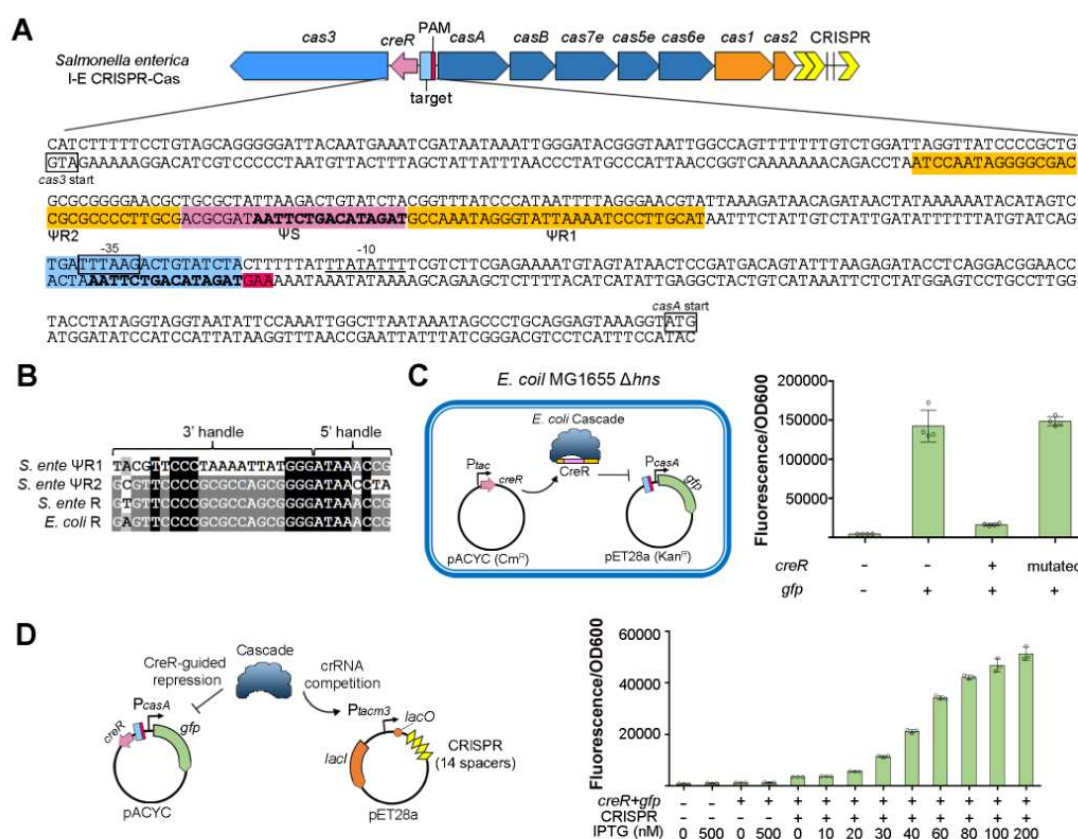 A
Salmonella enterica
I-E CRISPR-Cas
cas3
creR
PAM
casA
casB
cas7e
cas5e
cas6e
cas1
cas2
CRISPR
target
CATCTTTTTCCTGTAGCAGGGGGATTACAATGAAATCGATAATAAATTGGGATACGGGTAATTGGCCAGTTTTTTTGTCTGGATTAGGTTATCCCCGCTG
GTAGAAAAAGGACATCGTCCCCCTAATGTTACTTTAGCTATTATTTAACCCTATGCCCATTAACCGGTCAAAAAAACAGACCTAATCCAATAGGGGCGAC
cas3 start
GCGCGGGGAACGCTGCGCTATTAAGACTGTATCTACGGTTTATCCCATAATTTTAGGGAACGTATTAAAGATAACAGATAACTATAAAAAATACATAGTC
CGCGCCCCTTGCGACGCGATAATTCTGACATAGATGCCAAATAGGGTATTAAAATCCCTTGCATAATTTCTATTGTCTATTGATATTTTTTATGTATCAG
ΨR2 ΨS ΨR1
-35 -10
TGATTTAAGACTGTATCTACTTTTTATTTATATTTTCGTCTTCGAGAAAATGTAGTATAACTCCGATGACAGTATTTAAGAGATACCTCAGGACGGAACC
ACTAAATTCTGACATAGATGAAAAATAAATATAAAAGCAGAAGCTCTTTTACATCATATTGAGGCTACTGTCATAAATTCTCTATGGAGTCCTGCCTTGG
casA start
TACCTATAGGTAGGTAATATTCCAAATTGGCTTAATAAATAGCCCTGCAGGAGTAAAGGTATG
ATGGATATCCATCCATTATAAGGTTTAACCGAATTATTTATCGGGACGTCCTCATTTCCATAC
B
3' handle 5' handle
S. ente ΨR1 TACGTTCCCTAAAATTATGGGATAAACCG
S. ente ΨR2 GCGTTCCCCGCGCCAGCGGGGATAACCTA
S. ente R GTGTTCCCCGCGCCAGCGGGGATAAACCG
E. coli R GAGTTCCCCGCGCCAGCGGGGATAAACCG
C
E. coil MG1655 Δhns
E. coli Cascade
CreR
Ptac
creR
PcasA
gfp
pACYC (CmR)
pET28a (KanR)
Fluorescence/OD600
200000
150000
100000
50000
creR - - + mutated
gfp - + + +
D
Cascade
CreR-guided
repression
crRNA
competition
PcasA
creR
gfp
pACYC
Ptacm3
lacO
lacI
CRISPR
(14 spacers)
pET28a
Fluorescence/OD600
60000
40000
20000
0
creR+gfp - - + + + + + + + + + + +
CRISPR - - - - + + + + + + + + +
IPTG (nM) 0 500 0 500 0 10 20 30 40 60 80 100 200